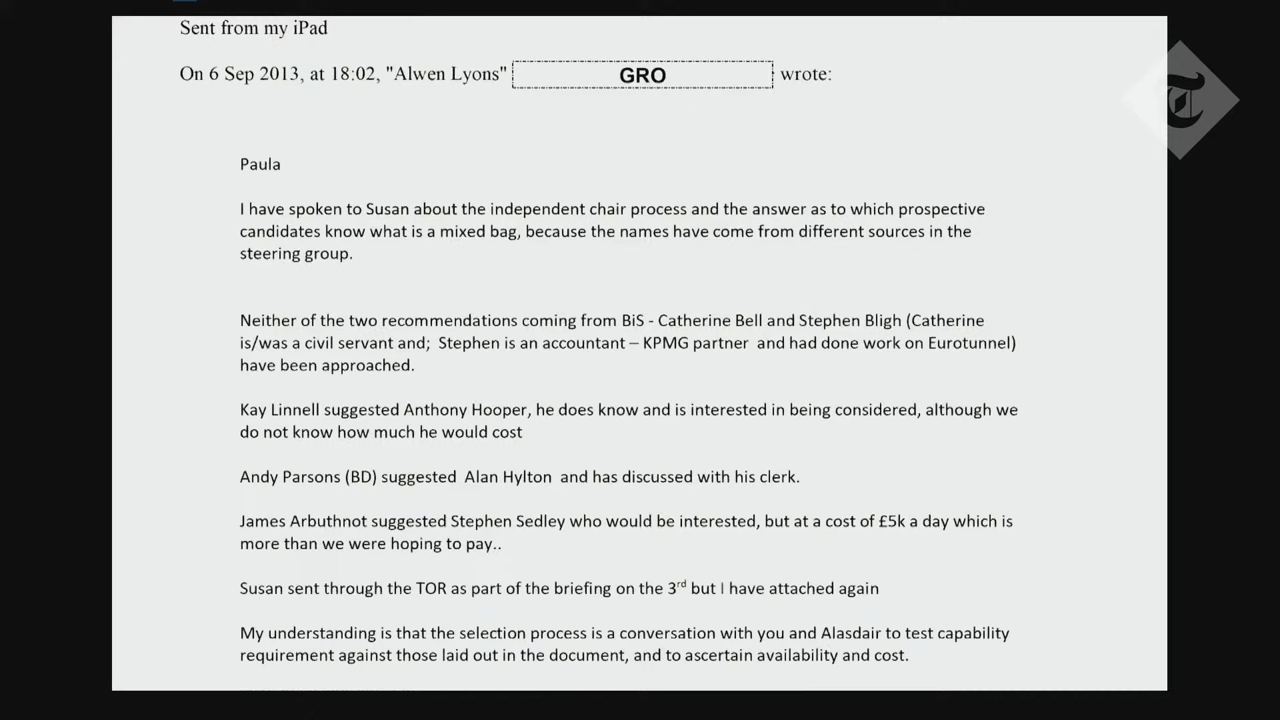 Sent from my iPad
On 6 Sep 2013, at 18:02, "Alwen Lyons" GRO wrote:
Paula
I have spoken to Susan about the independent chair process and the answer as to which prospective
candidates know what is a mixed bag, because the names have come from different sources in the
steering group.
Neither of the two recommendations coming from BiS - Catherine Bell and Stephen Bligh (Catherine
is/was a civil servant and;  Stephen is an accountant – KPMG partner  and had done work on Eurotunnel)
have been approached.
Kay Linnell suggested Anthony Hooper, he does know and is interested in being considered, although we
do not know how much he would cost
Andy Parsons (BD) suggested  Alan Hylton  and has discussed with his clerk.
James Arbuthnot suggested Stephen Sedley who would be interested, but at a cost of £5k a day which is
more than we were hoping to pay..
Susan sent through the TOR as part of the briefing on the 3rd but I have attached again
My understanding is that the selection process is a conversation with you and Alasdair to test capability
requirement against those laid out in the document, and to ascertain availability and cost.
T